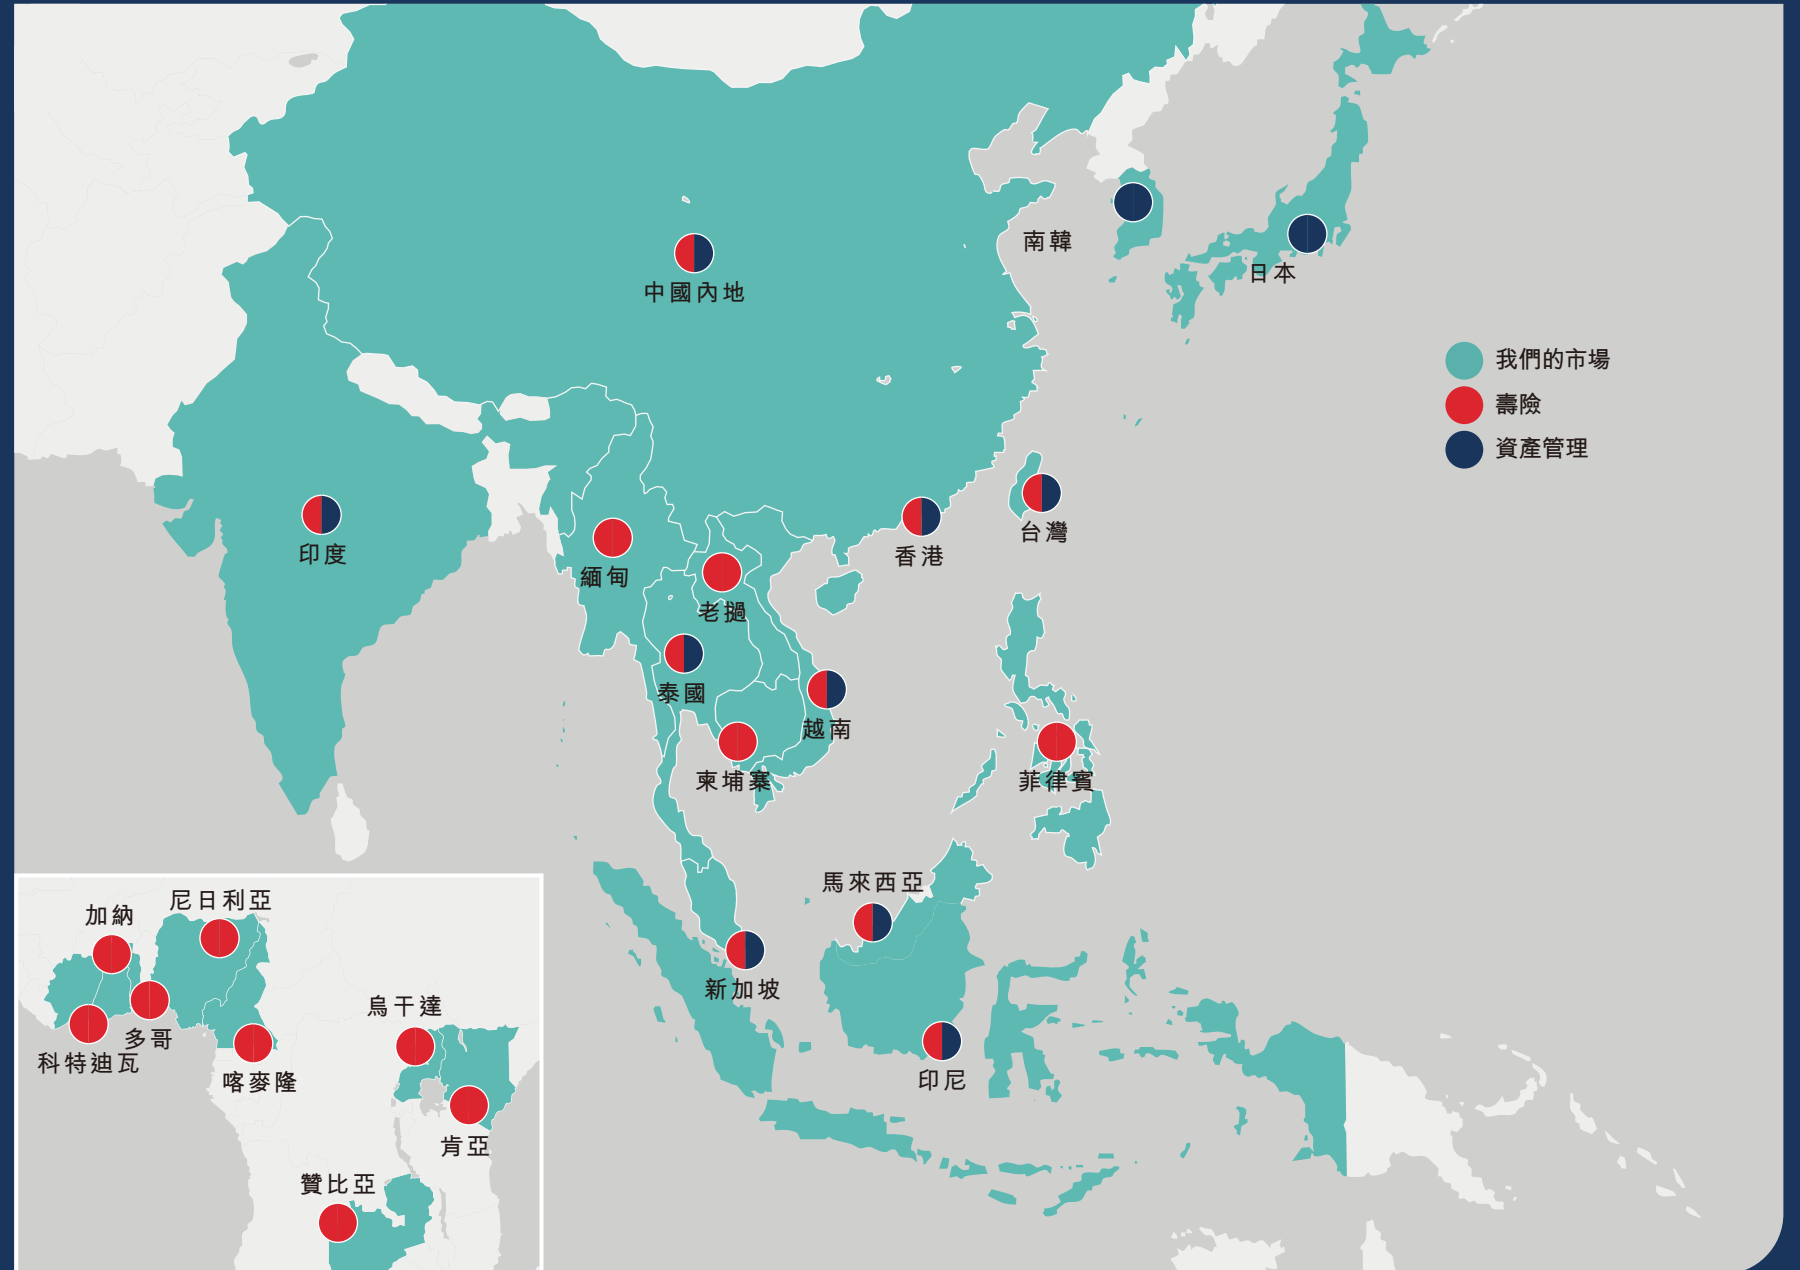 南韓
日本
中國內地
我們的市場
壽險
資產管理
印度
緬甸
香港
台灣
老撾
泰國
越南
柬埔寨
菲律賓
馬來西亞
新加坡
印尼
尼日利亞
加納
多哥
科特迪瓦
喀麥隆
烏干達
肯亞
贊比亞